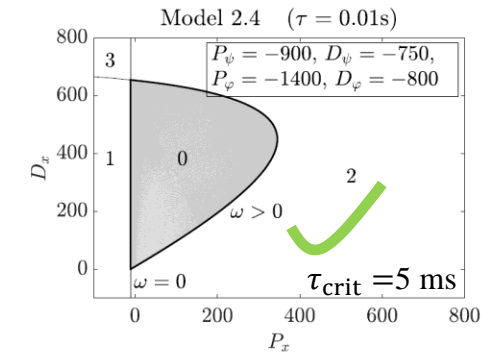 Model 2.4 (τ = 0.01s)
P_ψ = −900, D_ψ = −750,
P_φ = −1400, D_φ = −800
800
600
400
200
0
D_x
3
1
0
2
ω > 0
ω = 0
τ_crit =5 ms
0 200 400 600 800
P_x